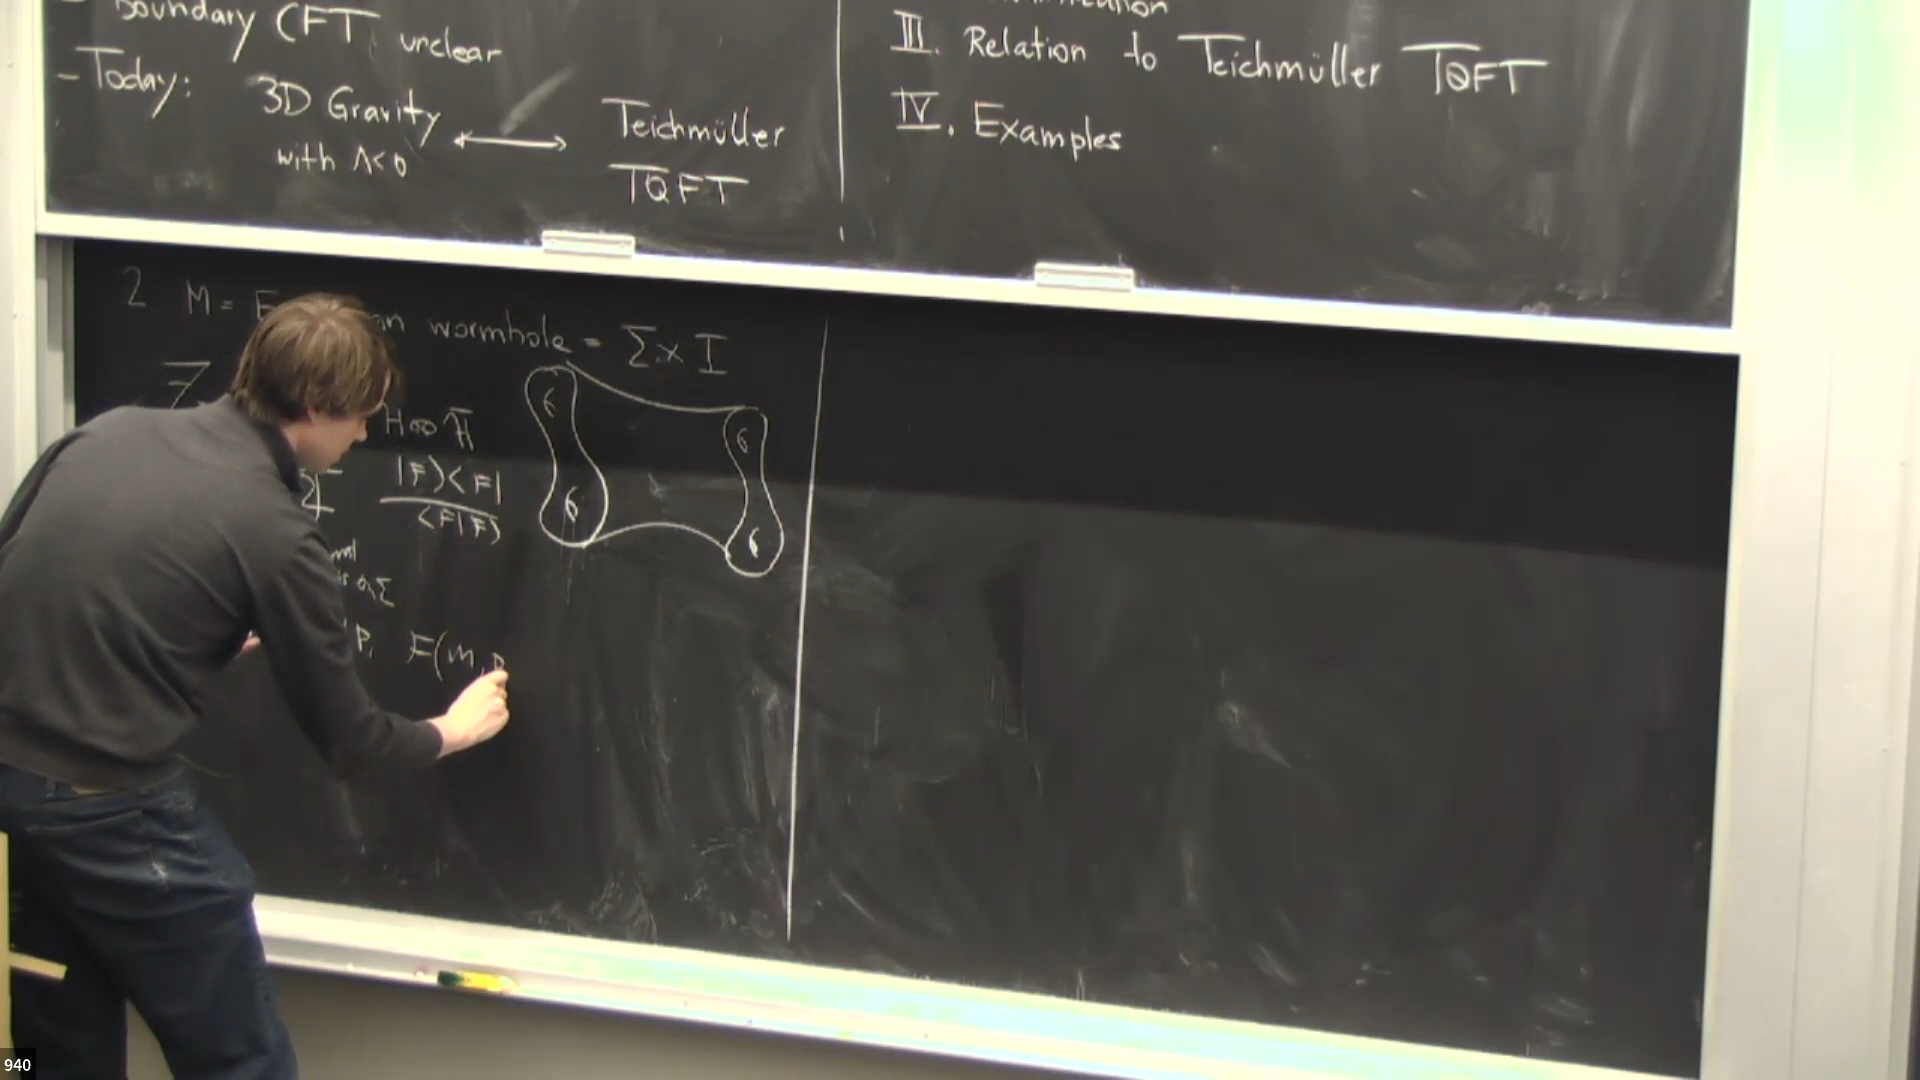 - Boundary CFT unclear
- Today: 3D Gravity with Λ<0 ⟷ Teichmüller TQFT
III. Relation to Teichmüller TQFT
IV. Examples
2 M = wormhole = Σ × I
|F⟩⟨F|
⟨F|F⟩
on Σ
P, F(m,
940